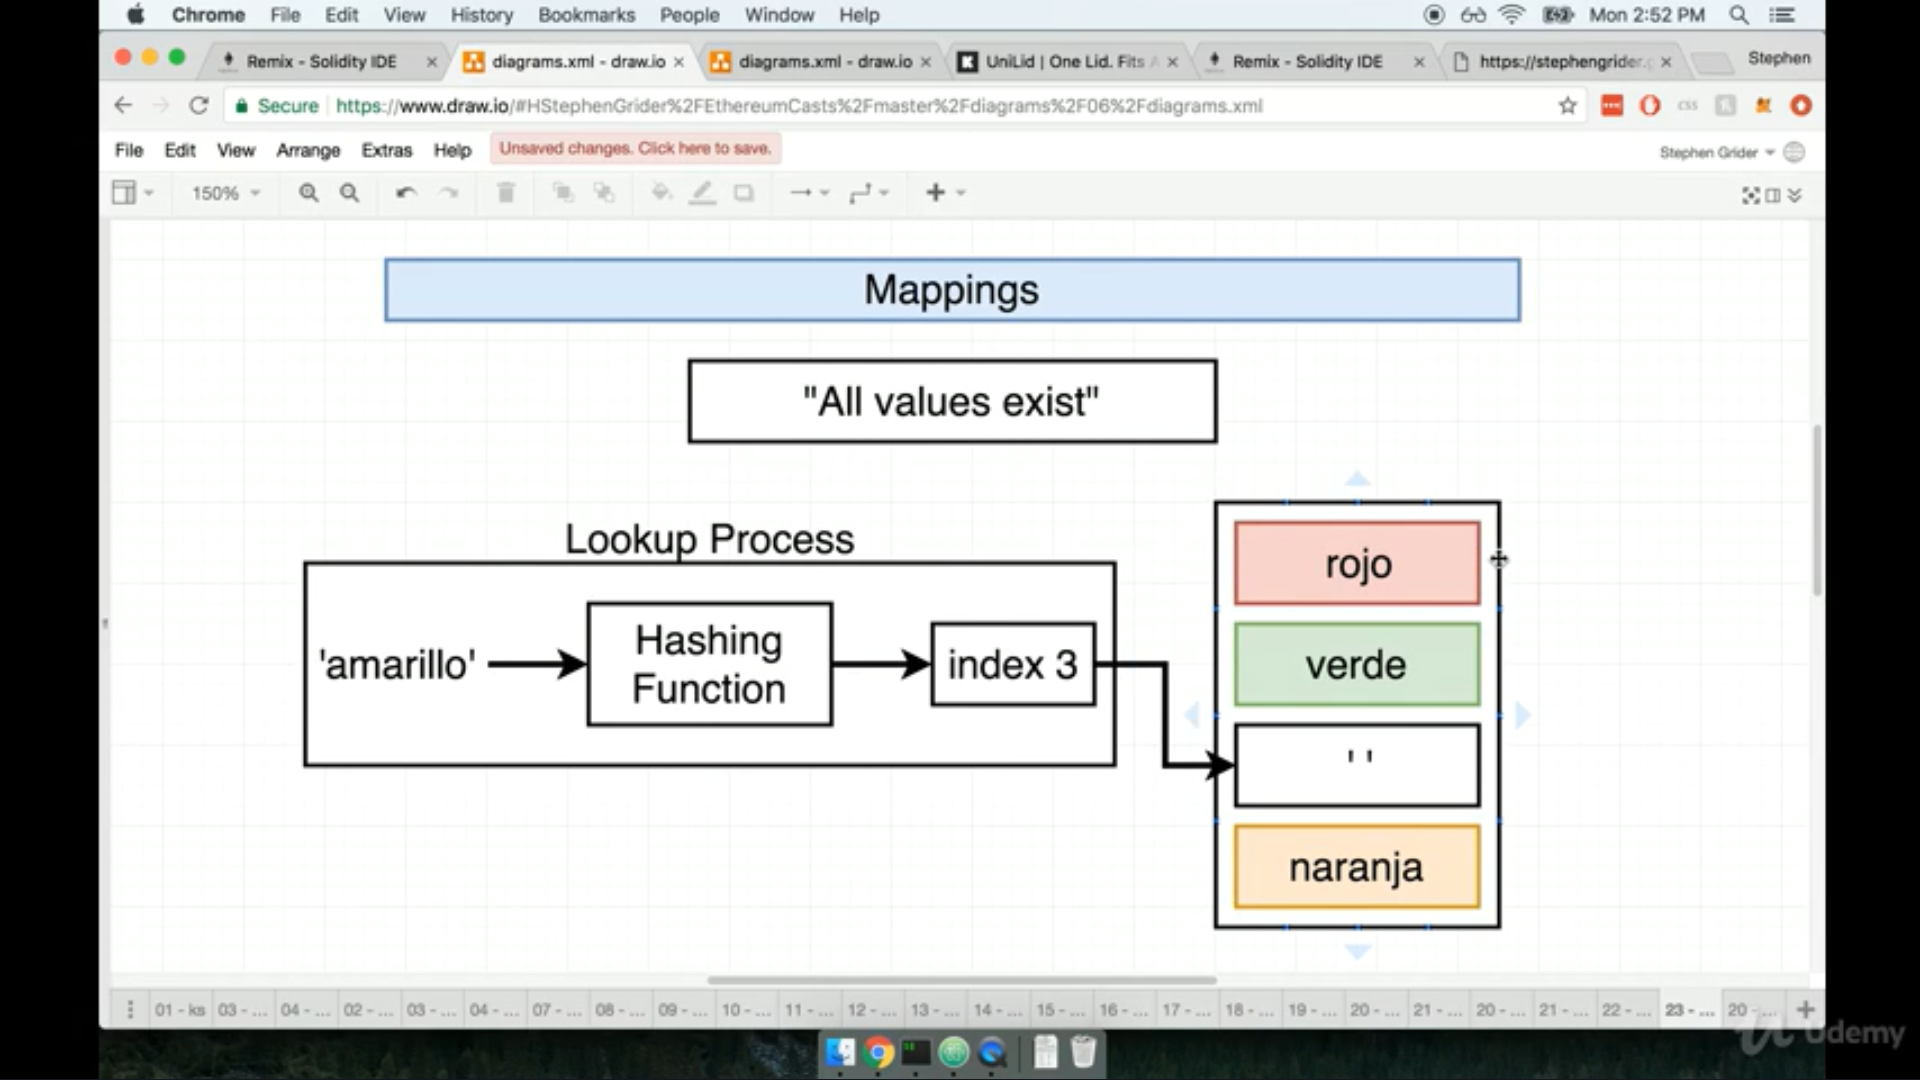 Chrome File Edit View History Bookmarks People Window Help Mon 2:52 PM
Remix - Solidity IDE diagrams.xml - draw.io diagrams.xml - draw.io UniLid | One Lid. Fits Remix - Solidity IDE https://stephengrider. Stephen
Secure https://www.draw.io/#HStephenGrider%2FEthereumCasts%2Fmaster%2Fdiagrams%2F06%2Fdiagrams.xml css
File Edit View Arrange Extras Help Unsaved changes. Click here to save. Stephen Grider
150%
Mappings
"All values exist"
Lookup Process
'amarillo'
Hashing
Function
index 3
rojo
verde
' '
naranja
01 - ks 03 - ... 04 - ... 02 - ... 03 - ... 04 - ... 07 - ... 08 - ... 09 - ... 10 - ... 11 - ... 12 - ... 13 - ... 14 - ... 15 - ... 16 - ... 17 - ... 18 - ... 19 - ... 20 - ... 21 - ... 20 - ... 21 - ... 22 - ... 23 - ... 20 - ...
Udemy